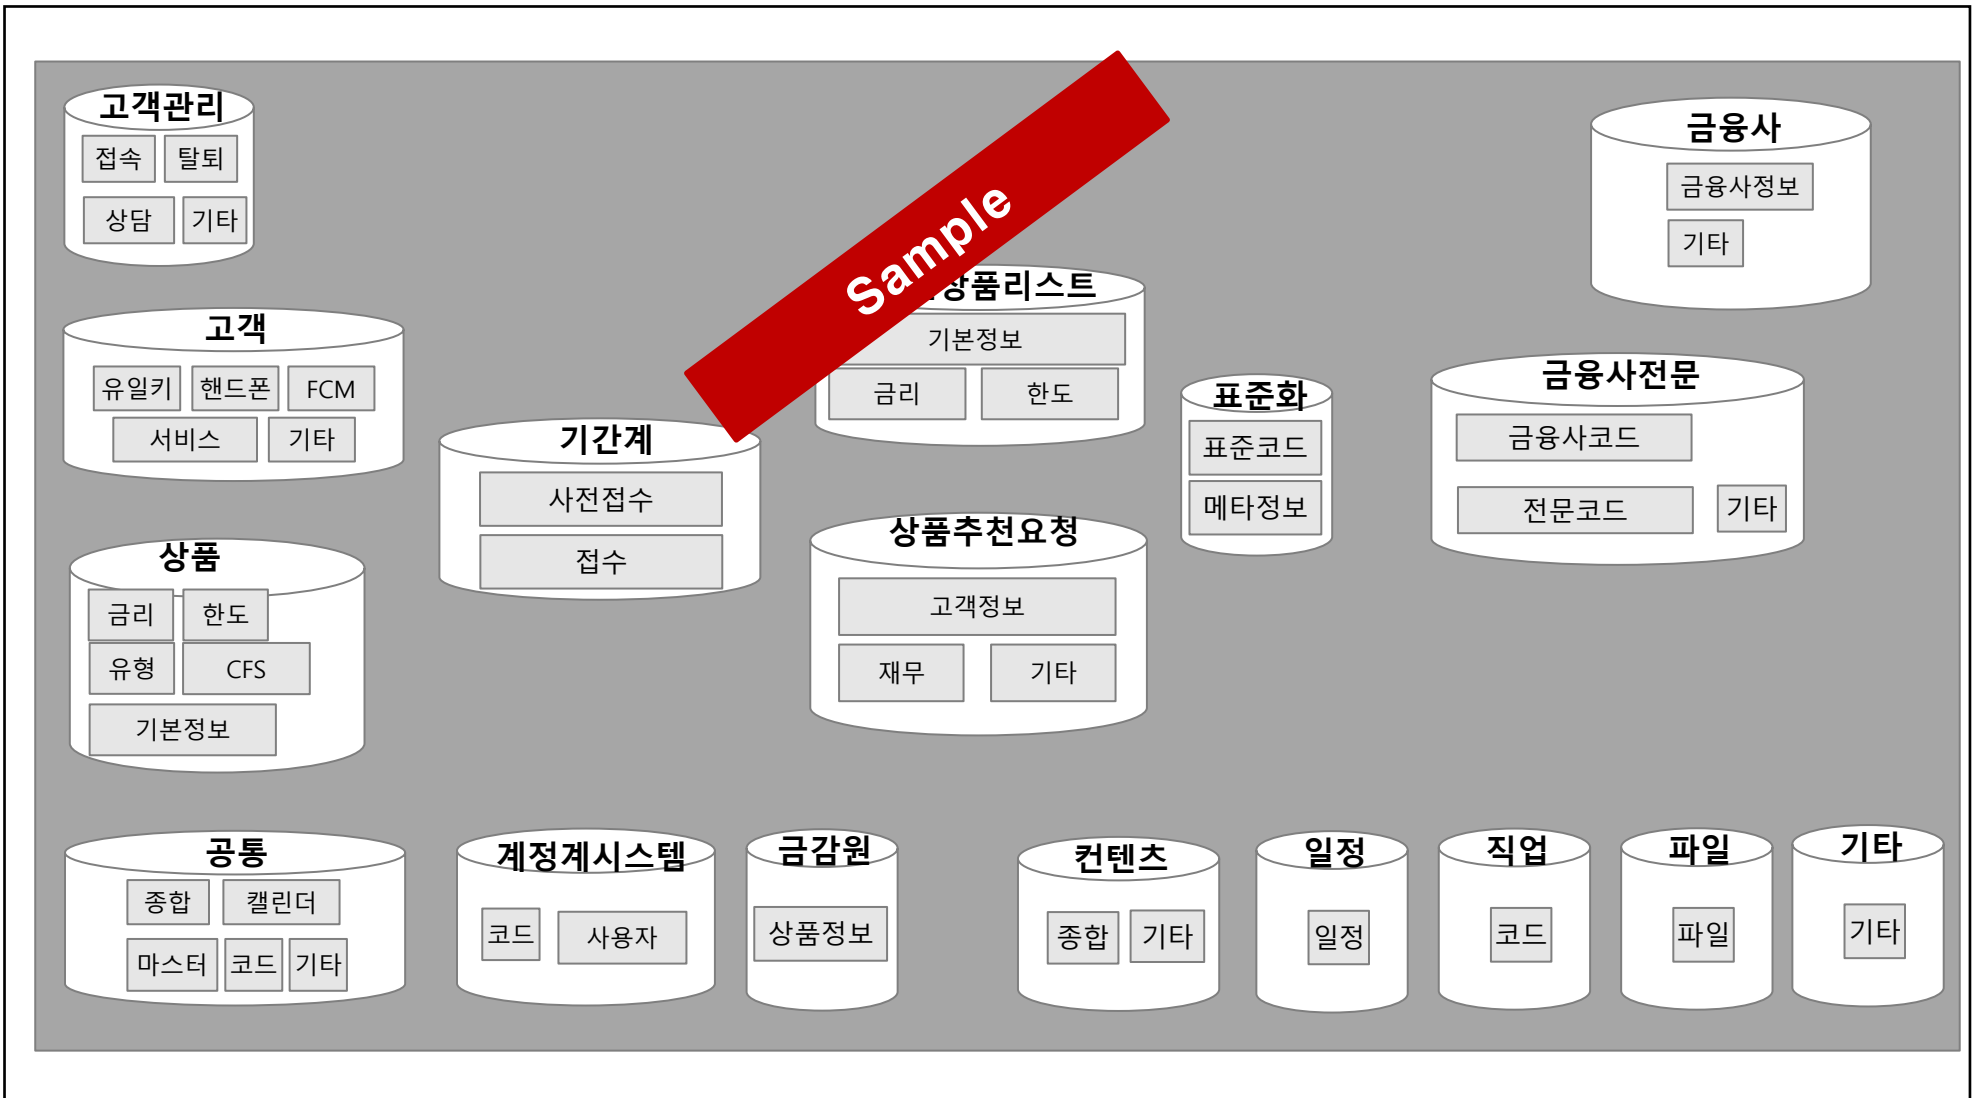 고객관리
접속 탈퇴
상담 기타
고객
유일키 핸드폰 FCM
서비스 기타
상품
금리 한도
유형 CFS
기본정보
기간계
사전접수
접수
Sample
상품리스트
기본정보
금리 한도
상품추천요청
고객정보
재무 기타
표준화
표준코드
메타정보
금융사
금융사정보
기타
금융사전문
금융사코드
전문코드 기타
공통
종합 캘린더
마스터 코드 기타
계정계시스템
코드 사용자
금감원
상품정보
컨텐츠
종합 기타
일정
일정
직업
코드
파일
파일
기타
기타